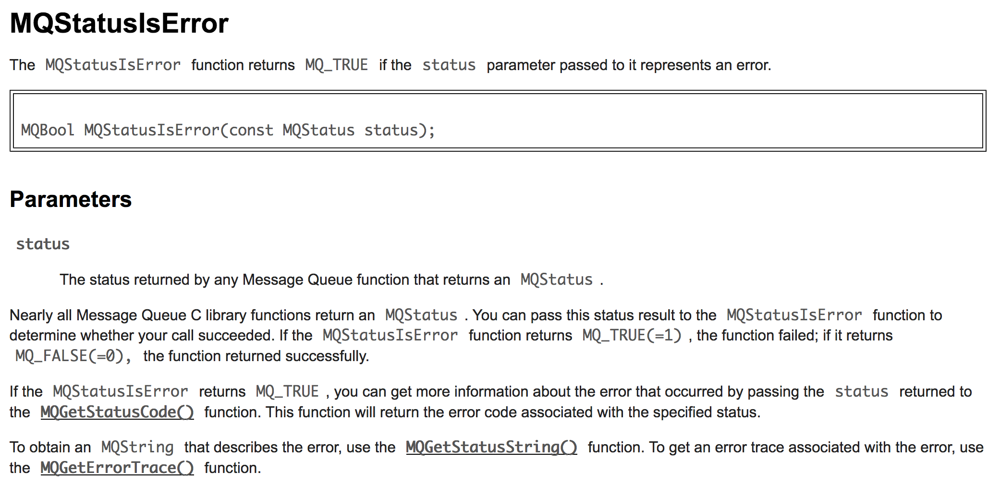 MQStatusIsError
The MQStatusIsError function returns MQ_TRUE if the status parameter passed to it represents an error.
MQBool MQStatusIsError(const MQStatus status);
Parameters
status
The status returned by any Message Queue function that returns an MQStatus .
Nearly all Message Queue C library functions return an MQStatus . You can pass this status result to the MQStatusIsError function to
determine whether your call succeeded. If the MQStatusIsError function returns MQ_TRUE(=1) , the function failed; if it returns
MQ_FALSE(=0), the function returned successfully.
If the MQStatusIsError returns MQ_TRUE , you can get more information about the error that occurred by passing the status returned to
the MQGetStatusCode() function. This function will return the error code associated with the specified status.
To obtain an MQString that describes the error, use the MQGetStatusString() function. To get an error trace associated with the error, use
the MQGetErrorTrace() function.